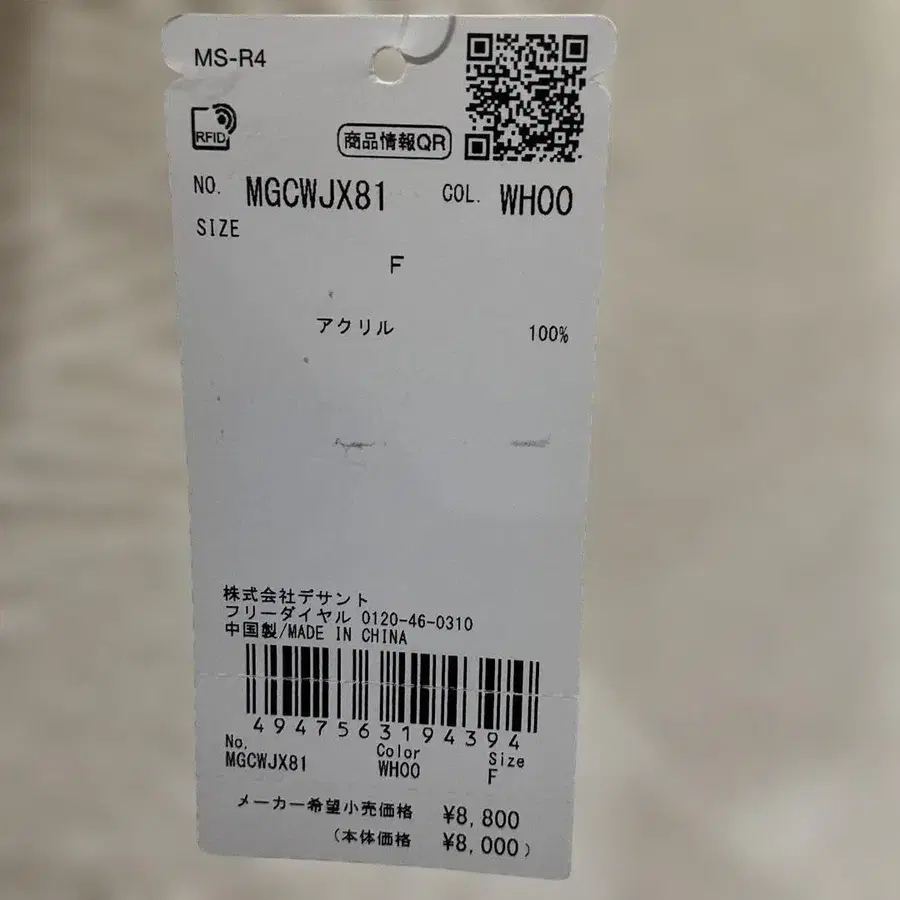 MS-R4
RFID
商品情報QR
NO. MGCWJX81 COL. WH00
SIZE
F
アクリル 100%
株式会社デサント
フリーダイヤル 0120-46-0310
中国製/MADE IN CHINA
4947563194394
No. Color Size
MGCWJX81 WH00 F
メーカー希望小売価格 ¥8,800
(本体価格 ¥8,000)